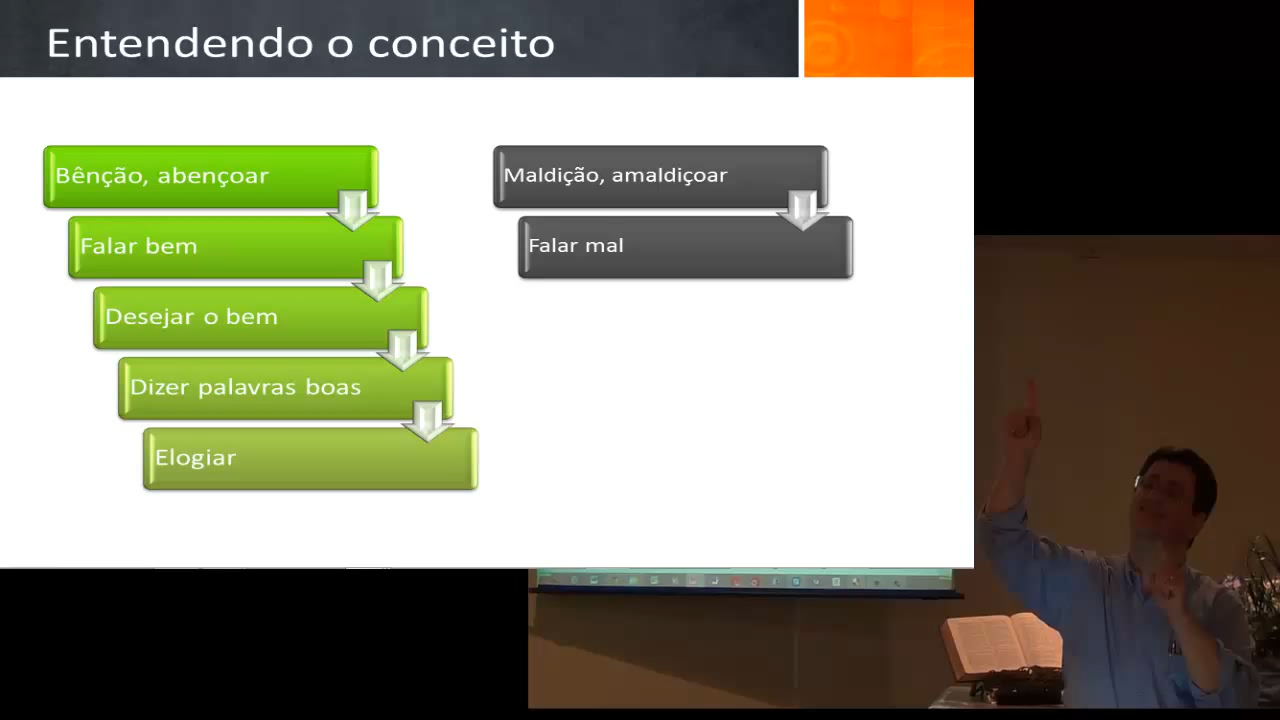 Entendendo o conceito
Bênção, abençoar
Falar bem
Desejar o bem
Dizer palavras boas
Elogiar
Maldição, amaldiçoar
Falar mal